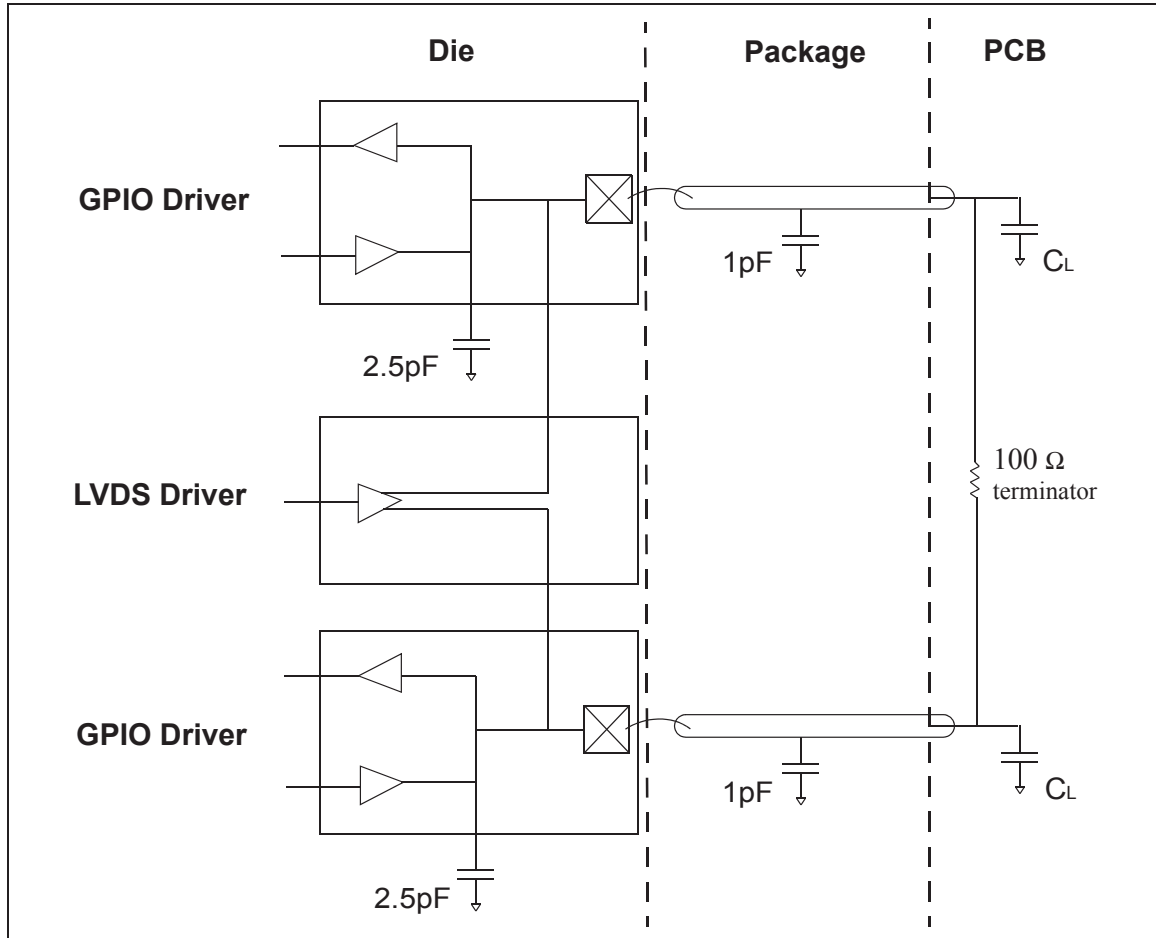 Die
Package
PCB
GPIO Driver
1pF
CL
2.5pF
LVDS Driver
100 Ω
terminator
GPIO Driver
1pF
CL
2.5pF